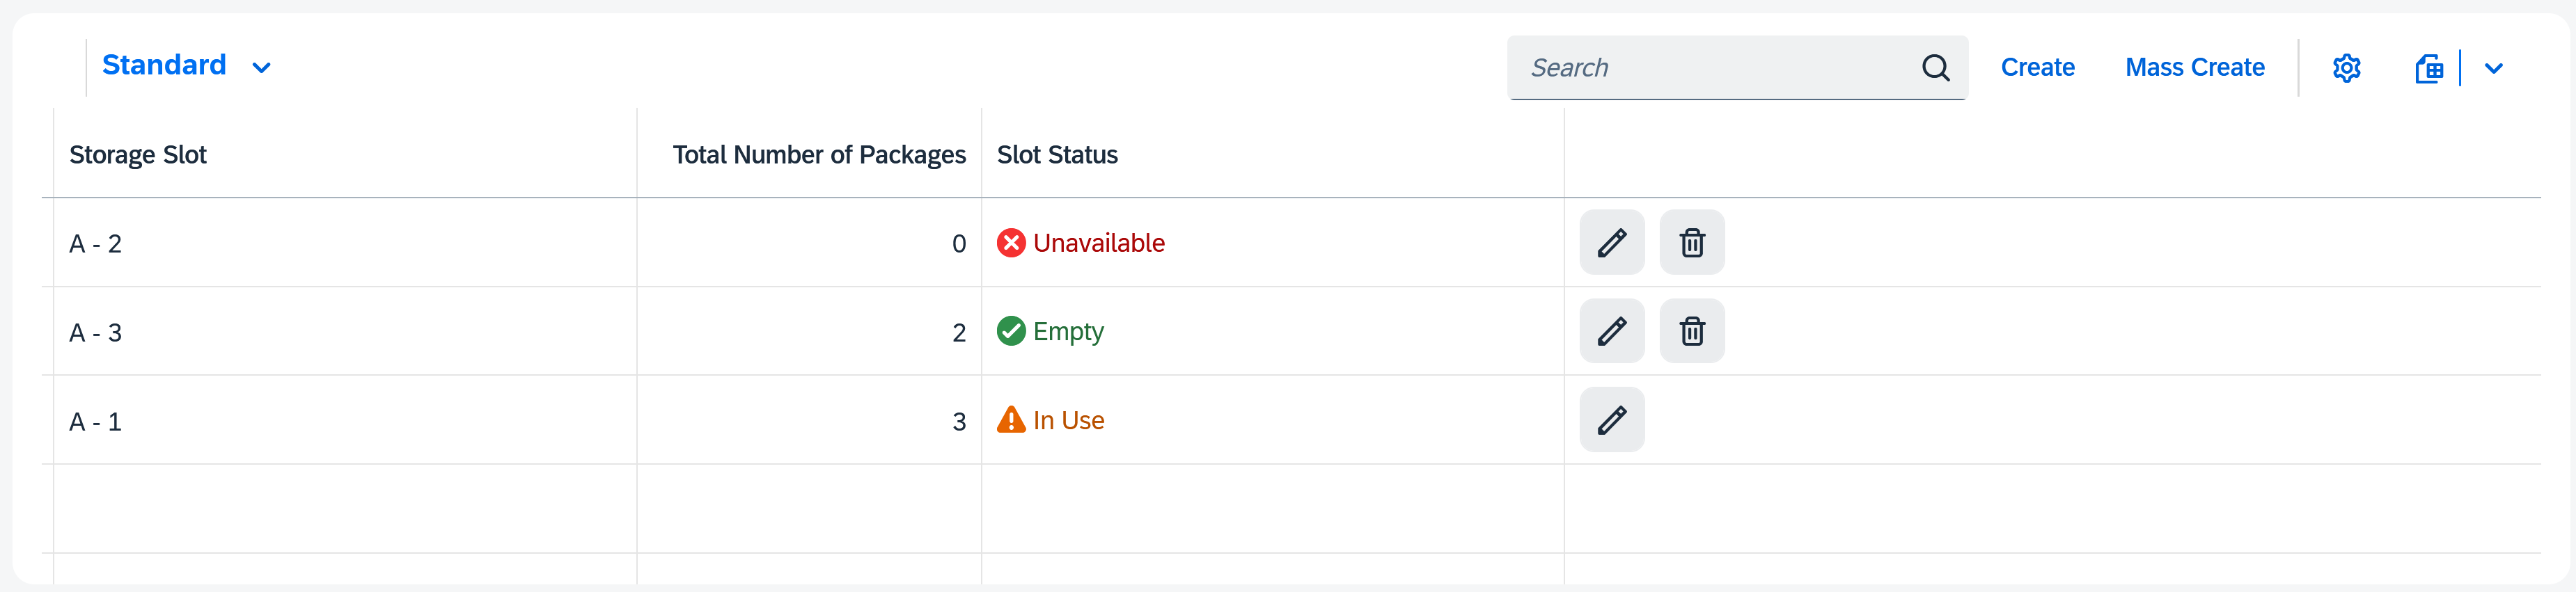 Standard
Search
Create
Mass Create
Storage Slot
Total Number of Packages
Slot Status
A - 2
0
Unavailable
A - 3
2
Empty
A - 1
3
In Use